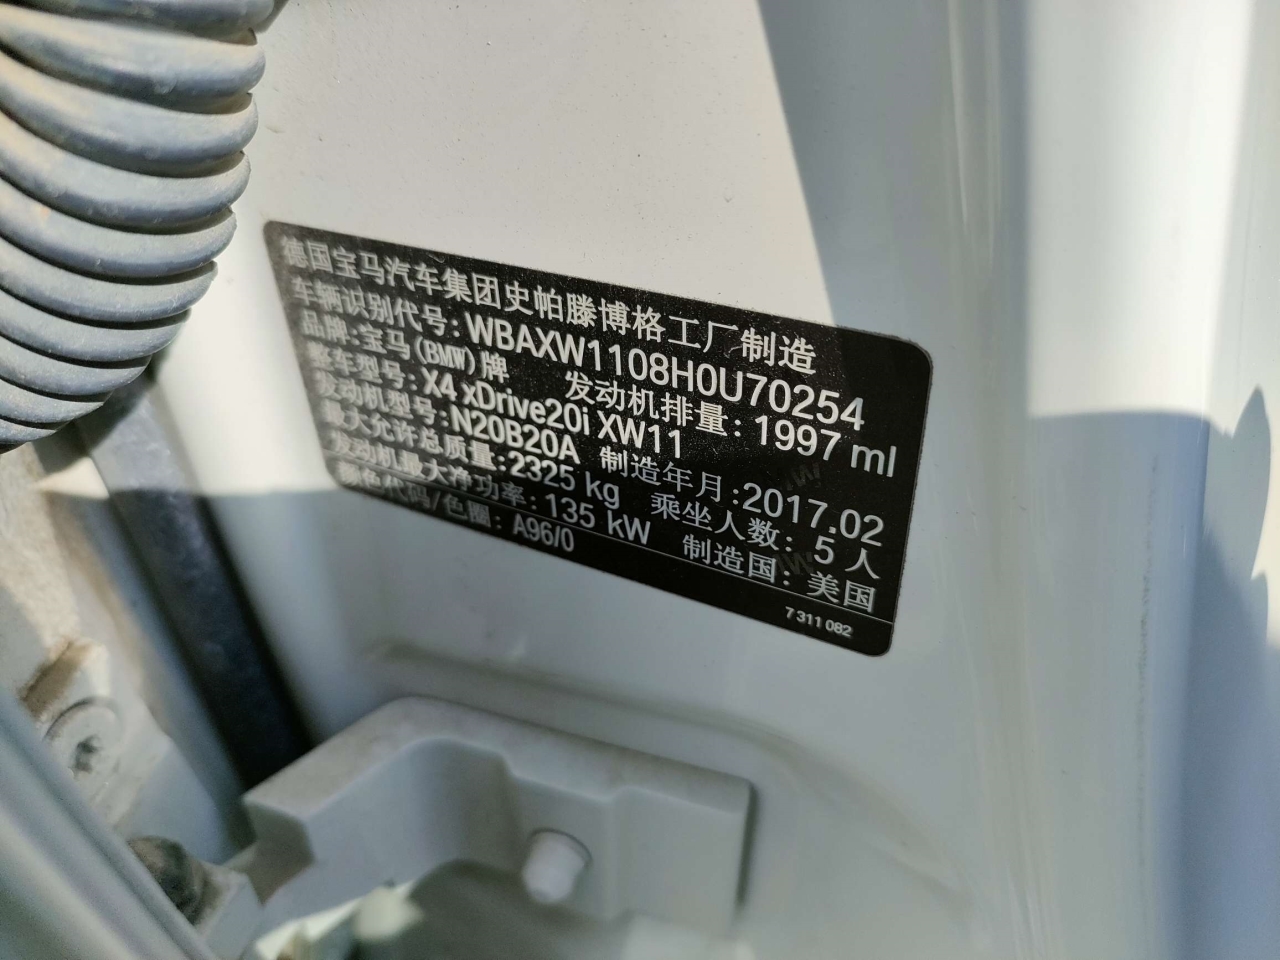 德国宝马汽车集团史帕滕博格工厂制造
车辆识别代号:WBAXW1108H0U70254
品牌:宝马(BMW)牌 发动机排量:1997 ml
整车型号:X4 xDrive20i XW11
发动机型号:N20B20A 制造年月:2017.02
最大允许总质量:2325 kg 乘坐人数:5 人
发动机最大净功率:135 kW 制造国:美国
颜色代码/色圈:A96/0
7 311 082